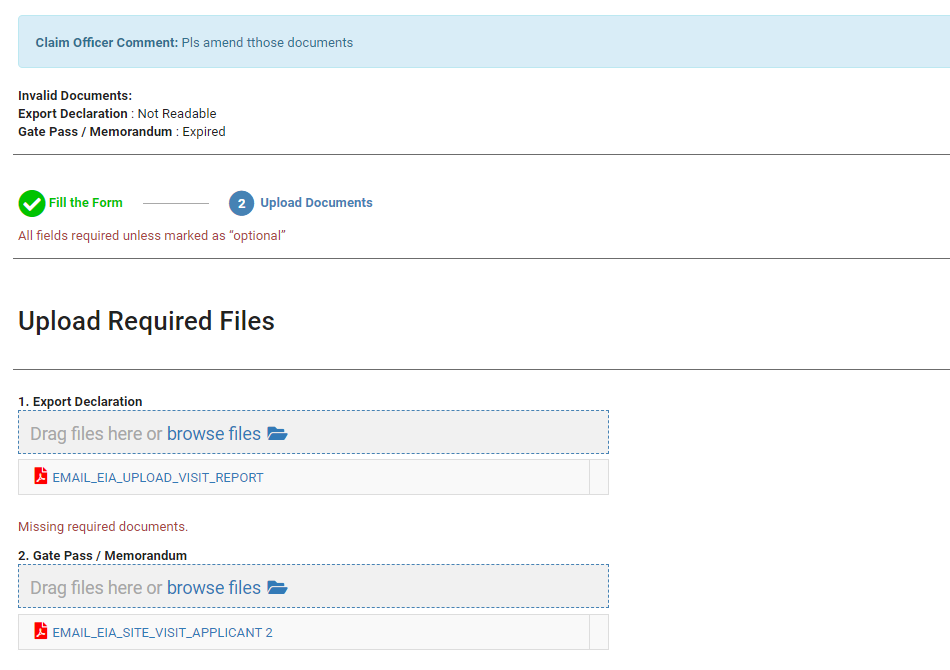 Claim Officer Comment: Pls amend tthose documents
Invalid Documents:
Export Declaration : Not Readable
Gate Pass / Memorandum : Expired
Fill the Form
2 Upload Documents
All fields required unless marked as “optional”
Upload Required Files
1. Export Declaration
Drag files here or browse files
EMAIL_EIA_UPLOAD_VISIT_REPORT
Missing required documents.
2. Gate Pass / Memorandum
Drag files here or browse files
EMAIL_EIA_SITE_VISIT_APPLICANT 2